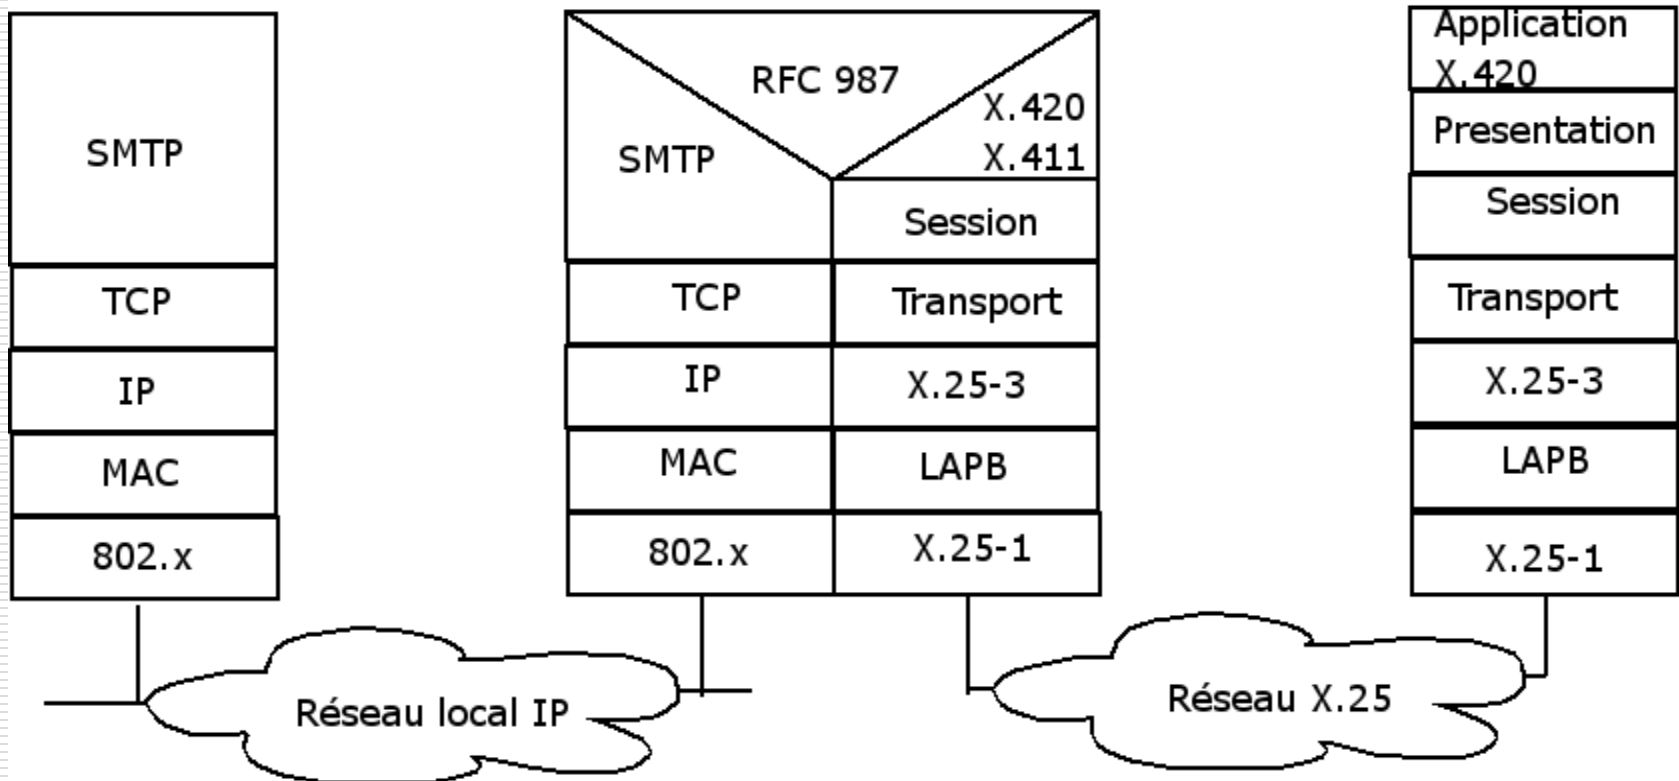 SMTP
TCP
IP
MAC
802.x
RFC 987
SMTP
X.420
X.411
Session
TCP
Transport
IP
X.25-3
MAC
LAPB
802.x
X.25-1
Application
X.420
Presentation
Session
Transport
X.25-3
LAPB
X.25-1
Réseau local IP
Réseau X.25